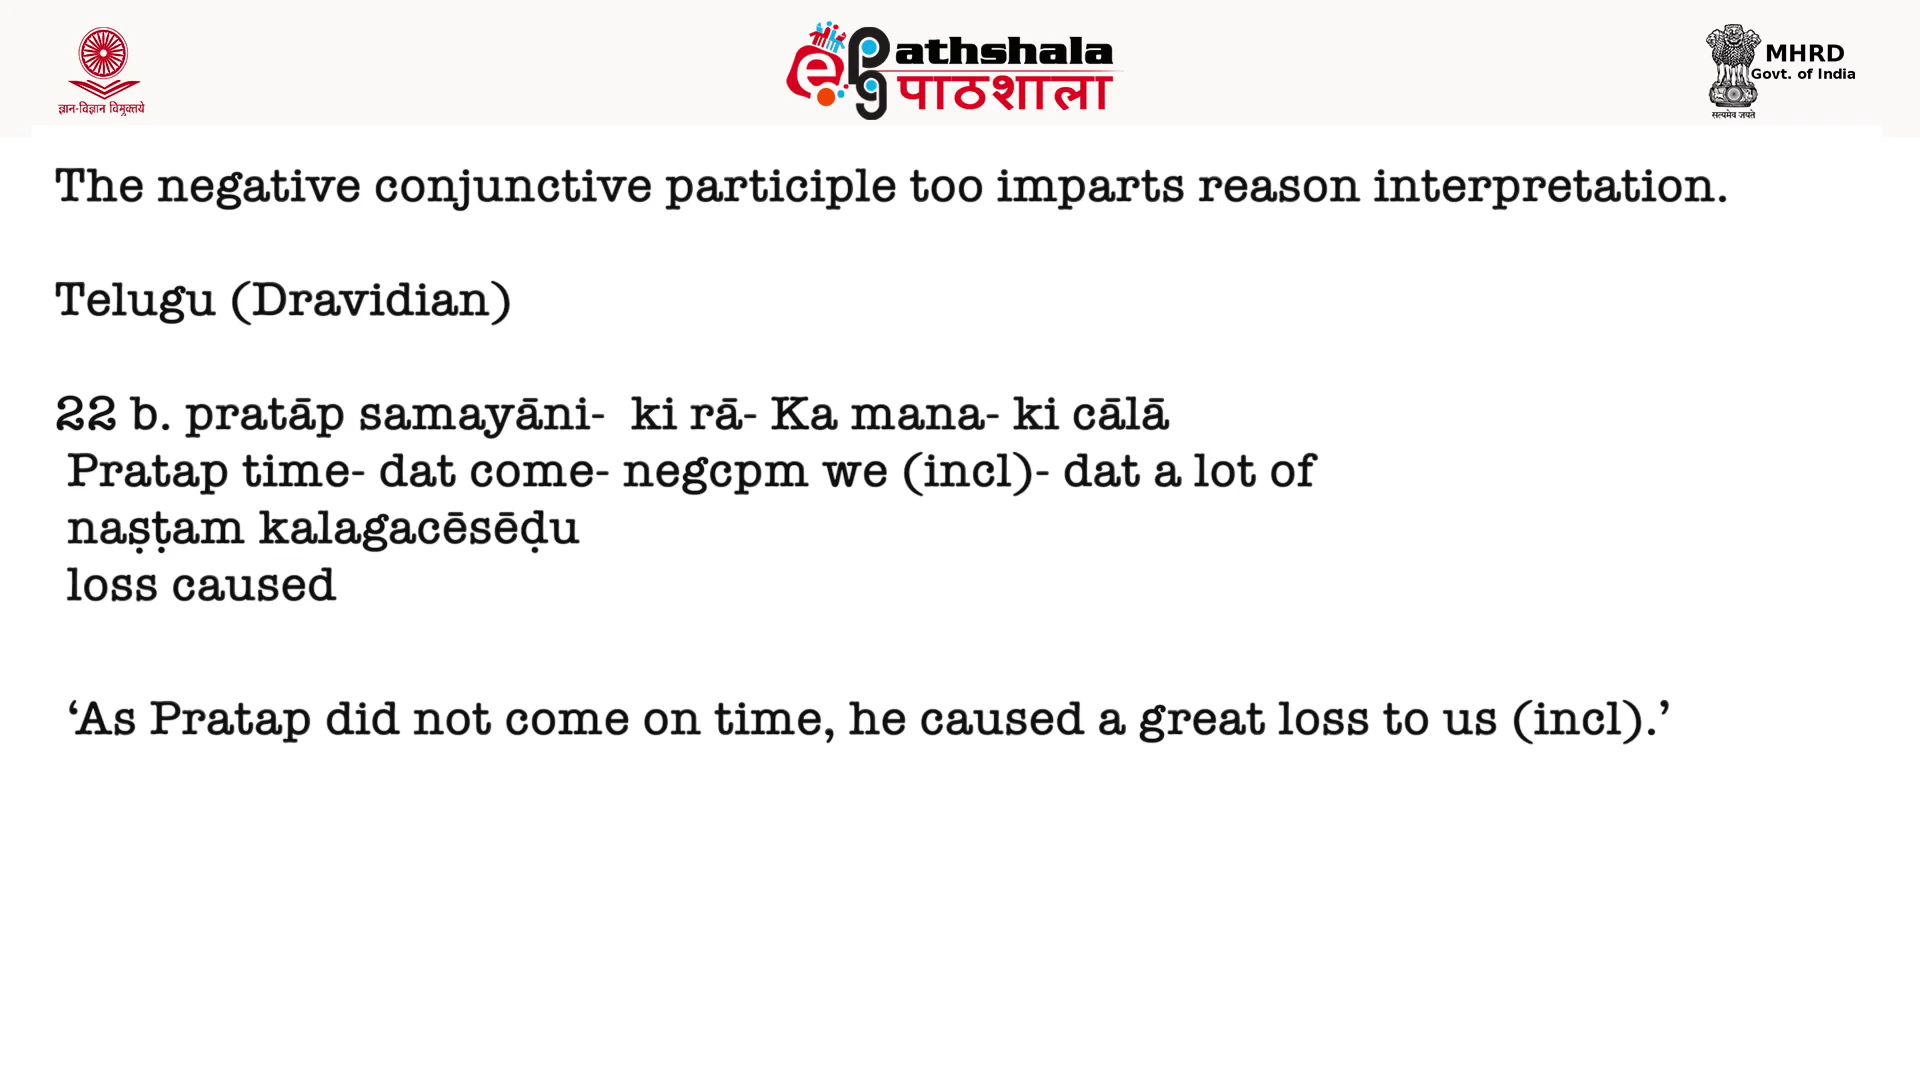 ज्ञान-विज्ञान विमुक्तये
ePathshala
पाठशाला
MHRD
Govt. of India
सत्यमेव जयते
The negative conjunctive participle too imparts reason interpretation.
Telugu (Dravidian)
22 b. pratāp samayāni-  ki rā- Ka mana- ki cālā
Pratap time- dat come- negcpm we (incl)- dat a lot of
naṣṭam kalagacēsēḍu
loss caused
‘As Pratap did not come on time, he caused a great loss to us (incl).’